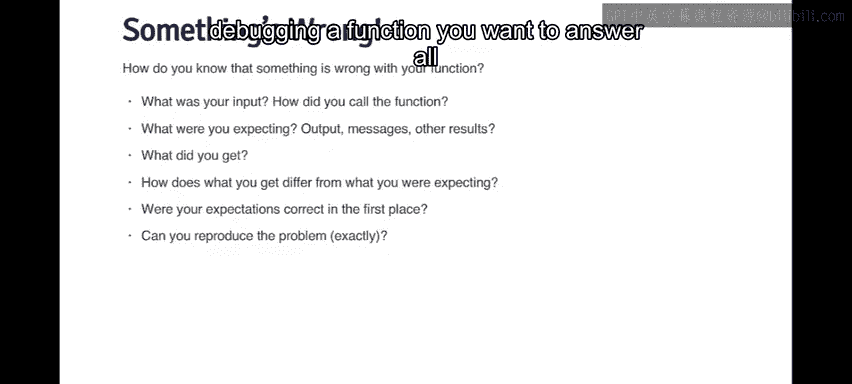 Something's Wrong!
debugging a function you want to answer
all
How do you know that something is wrong with your function?
• What was your input? How did you call the function?
• What were you expecting? Output, messages, other results?
• What did you get?
• How does what you get differ from what you were expecting?
• Were your expectations correct in the first place?
• Can you reproduce the problem (exactly)?